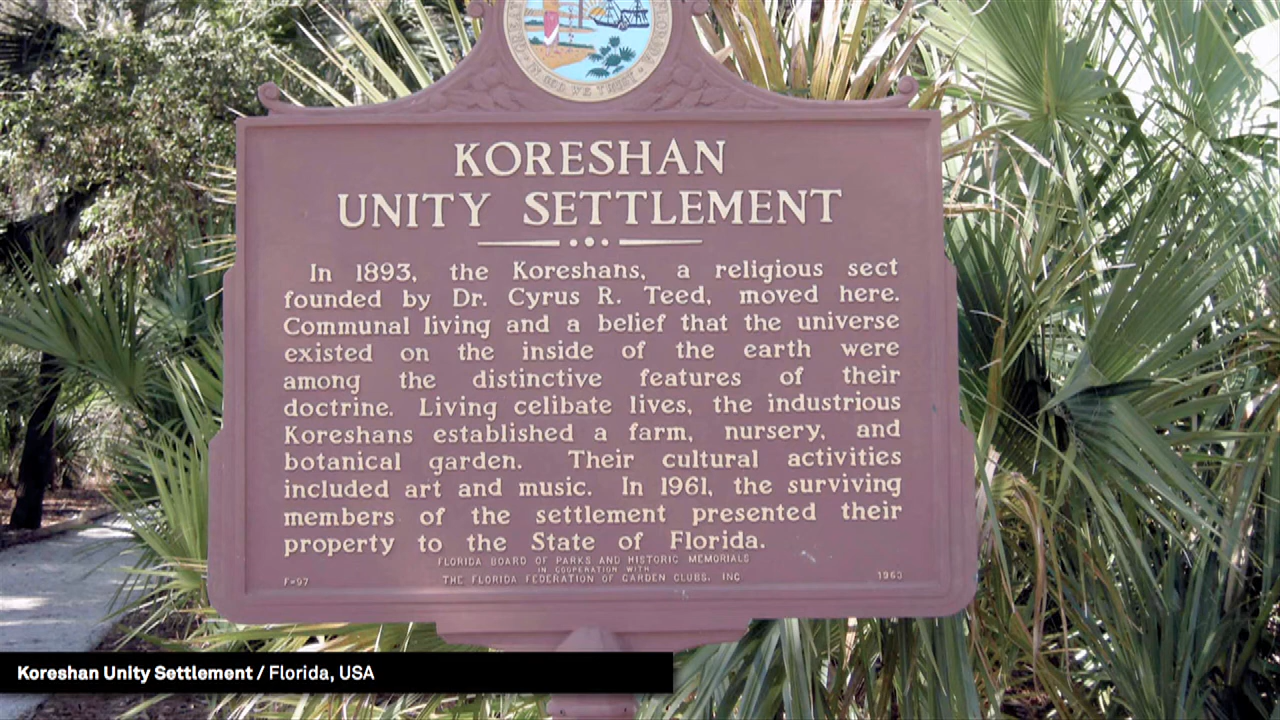 IN GOD WE TRUST
KORESHAN
UNITY SETTLEMENT
In 1893, the Koreshans, a religious sect
founded by Dr. Cyrus R. Teed, moved here.
Communal living and a belief that the universe
existed on the inside of the earth were
among the distinctive features of their
doctrine. Living celibate lives, the industrious
Koreshans established a farm, nursery, and
botanical garden. Their cultural activities
included art and music. In 1961, the surviving
members of the settlement presented their
property to the State of Florida.
FLORIDA BOARD OF PARKS AND HISTORIC MEMORIALS
IN COOPERATION WITH
F-97 THE FLORIDA FEDERATION OF GARDEN CLUBS, INC
Koreshan Unity Settlement / Florida, USA